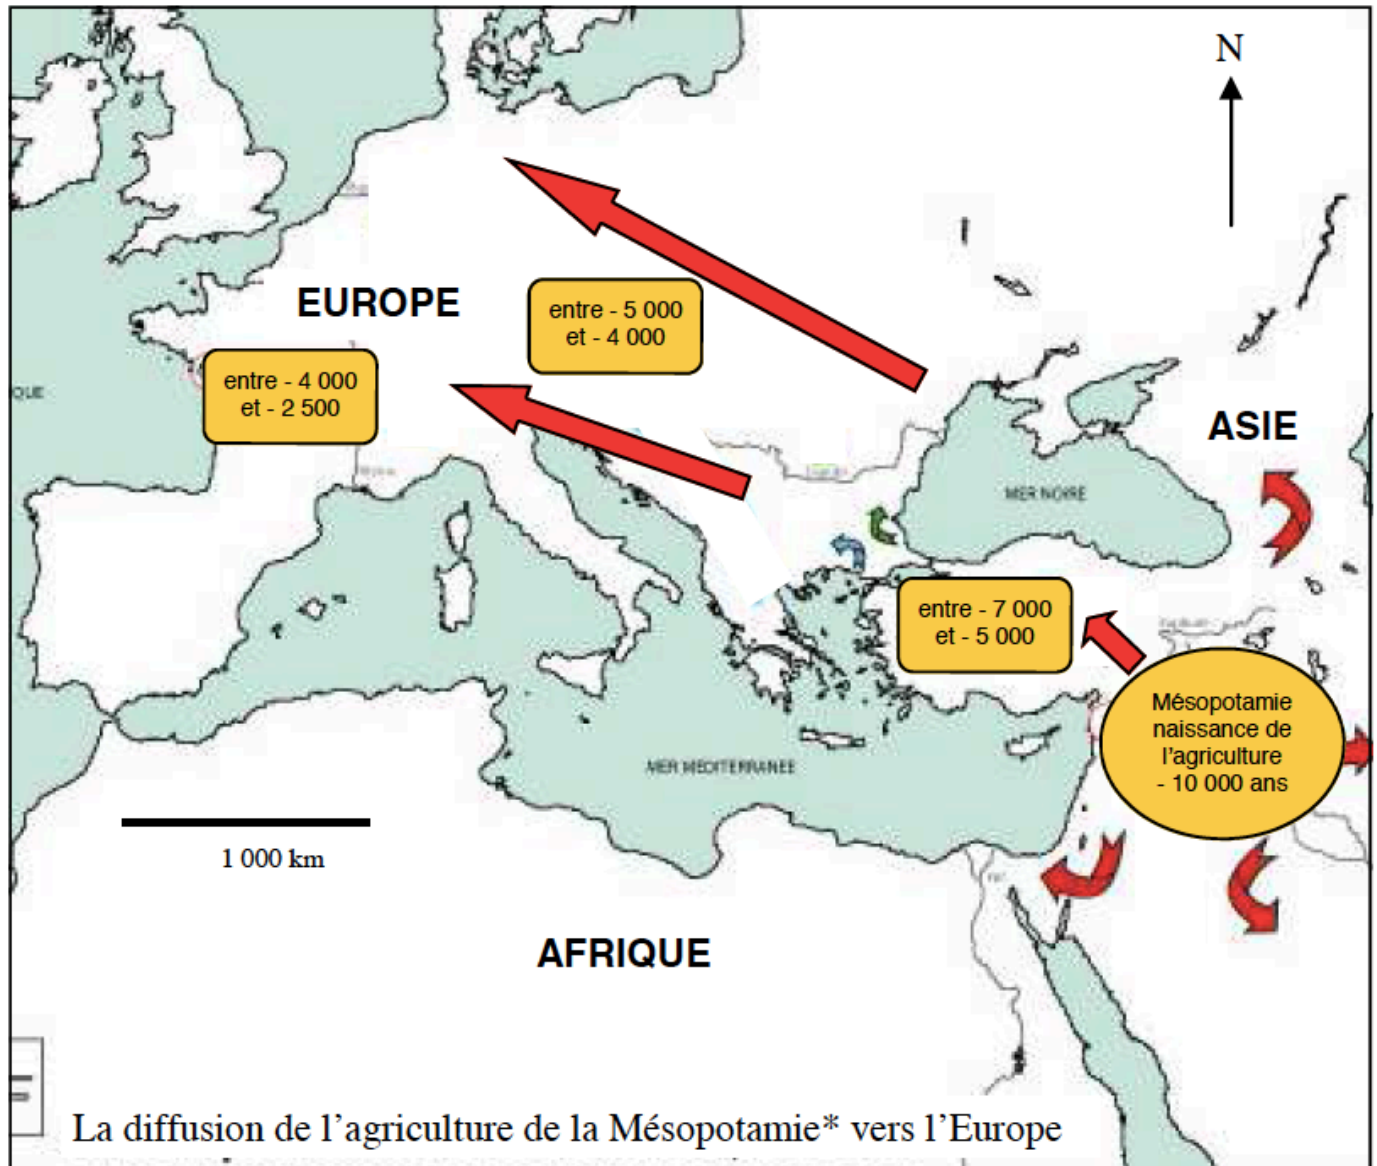 N
EUROPE
entre - 5 000
et - 4 000
entre - 4 000
et - 2 500
QUE
ASIE
MER NOIRE
entre - 7 000
et - 5 000
Mésopotamie
naissance de
l'agriculture
- 10 000 ans
MER MEDITERRANEE
1 000 km
AFRIQUE
La diffusion de l'agriculture de la Mésopotamie* vers l'Europe